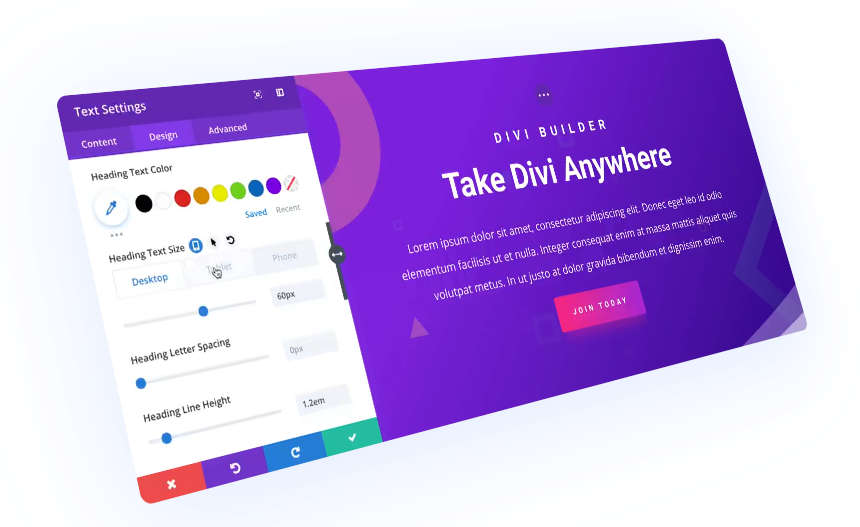 Text Settings
Content
Design
Advanced
Heading Text Color
Saved
Recent
Heading Text Size
Desktop
Tablet
Phone
60px
Heading Letter Spacing
0px
Heading Line Height
1.2em
DIVI BUILDER
Take Divi Anywhere
Lorem ipsum dolor sit amet, consectetur adipiscing elit. Donec eget leo id odio
elementum facilisis ut et nulla. Integer consequat enim at massa mattis aliquet quis
volutpat metus. In ut justo at dolor gravida bibendum et dignissim enim.
JOIN TODAY